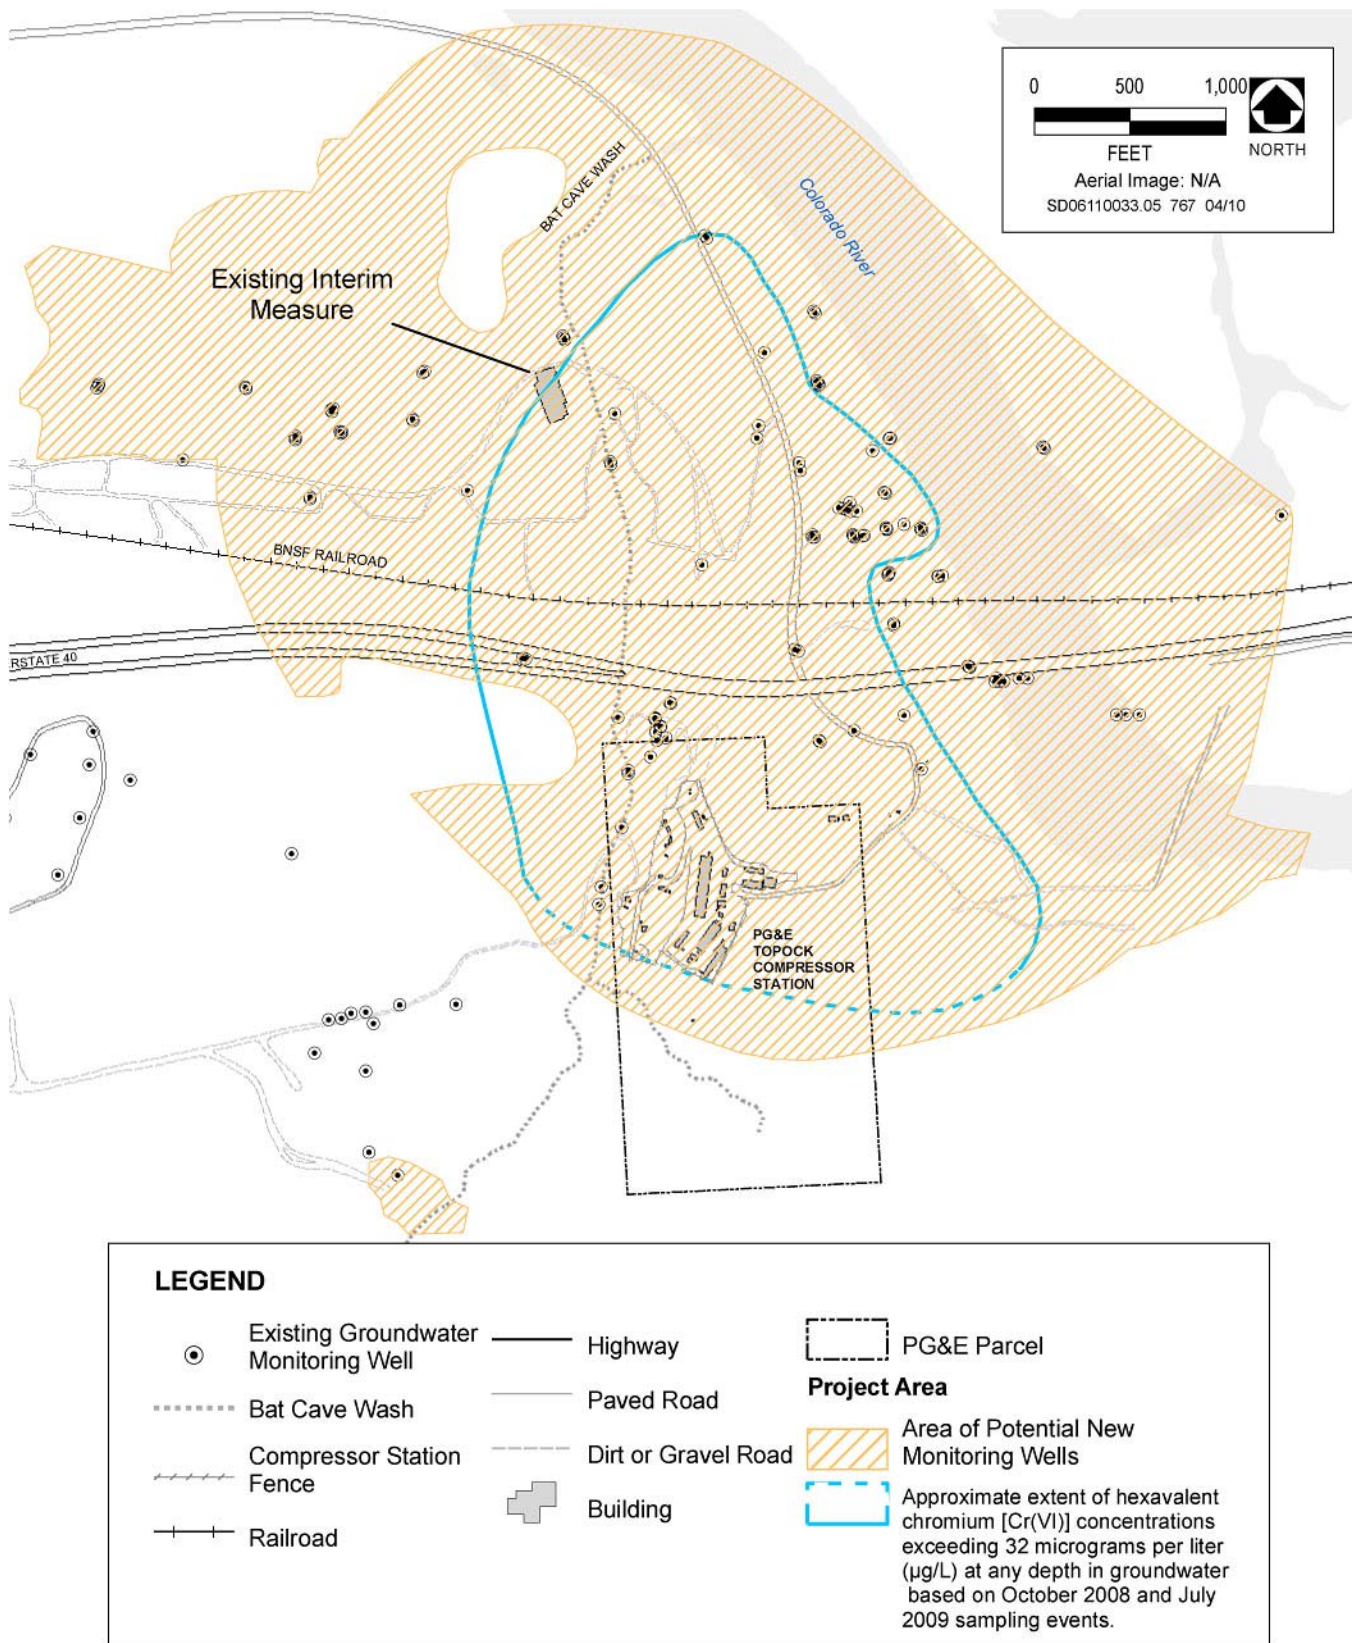 0 500 1,000
FEET
NORTH
Aerial Image: N/A
SD06110033.05 767 04/10
BAT CAVE WASH
Colorado River
Existing Interim
Measure
BNSF RAILROAD
ERSTATE 40
PG&E
TOPOCK
COMPRESSOR
STATION
LEGEND
Existing Groundwater
Monitoring Well
Bat Cave Wash
Compressor Station
Fence
Railroad
Highway
Paved Road
Dirt or Gravel Road
Building
PG&E Parcel
Project Area
Area of Potential New
Monitoring Wells
Approximate extent of hexavalent
chromium [Cr(VI)] concentrations
exceeding 32 micrograms per liter
(µg/L) at any depth in groundwater
based on October 2008 and July
2009 sampling events.